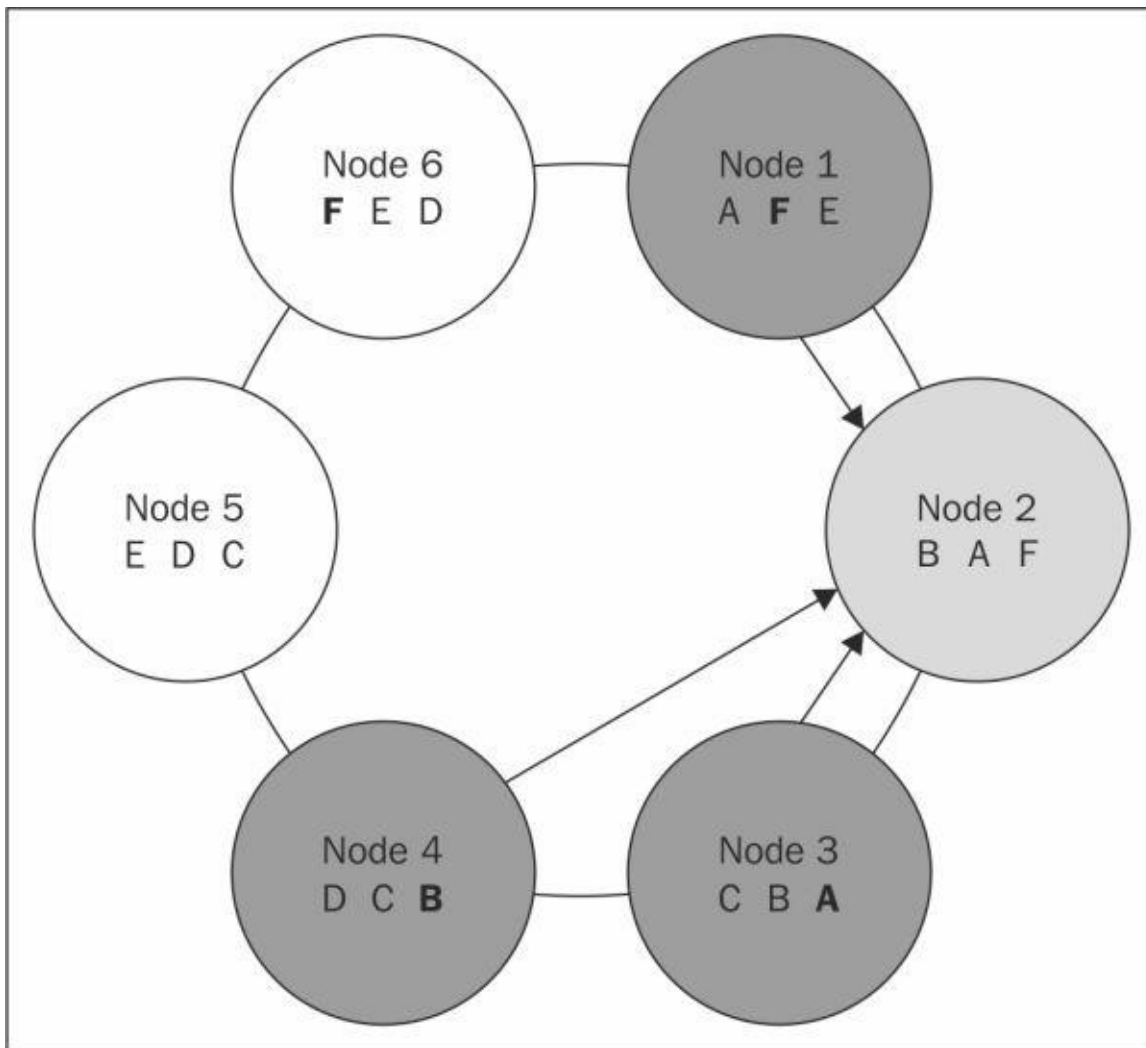 Node 6
F E D
Node 1
A F E
Node 5
E D C
Node 2
B A F
Node 4
D C B
Node 3
C B A